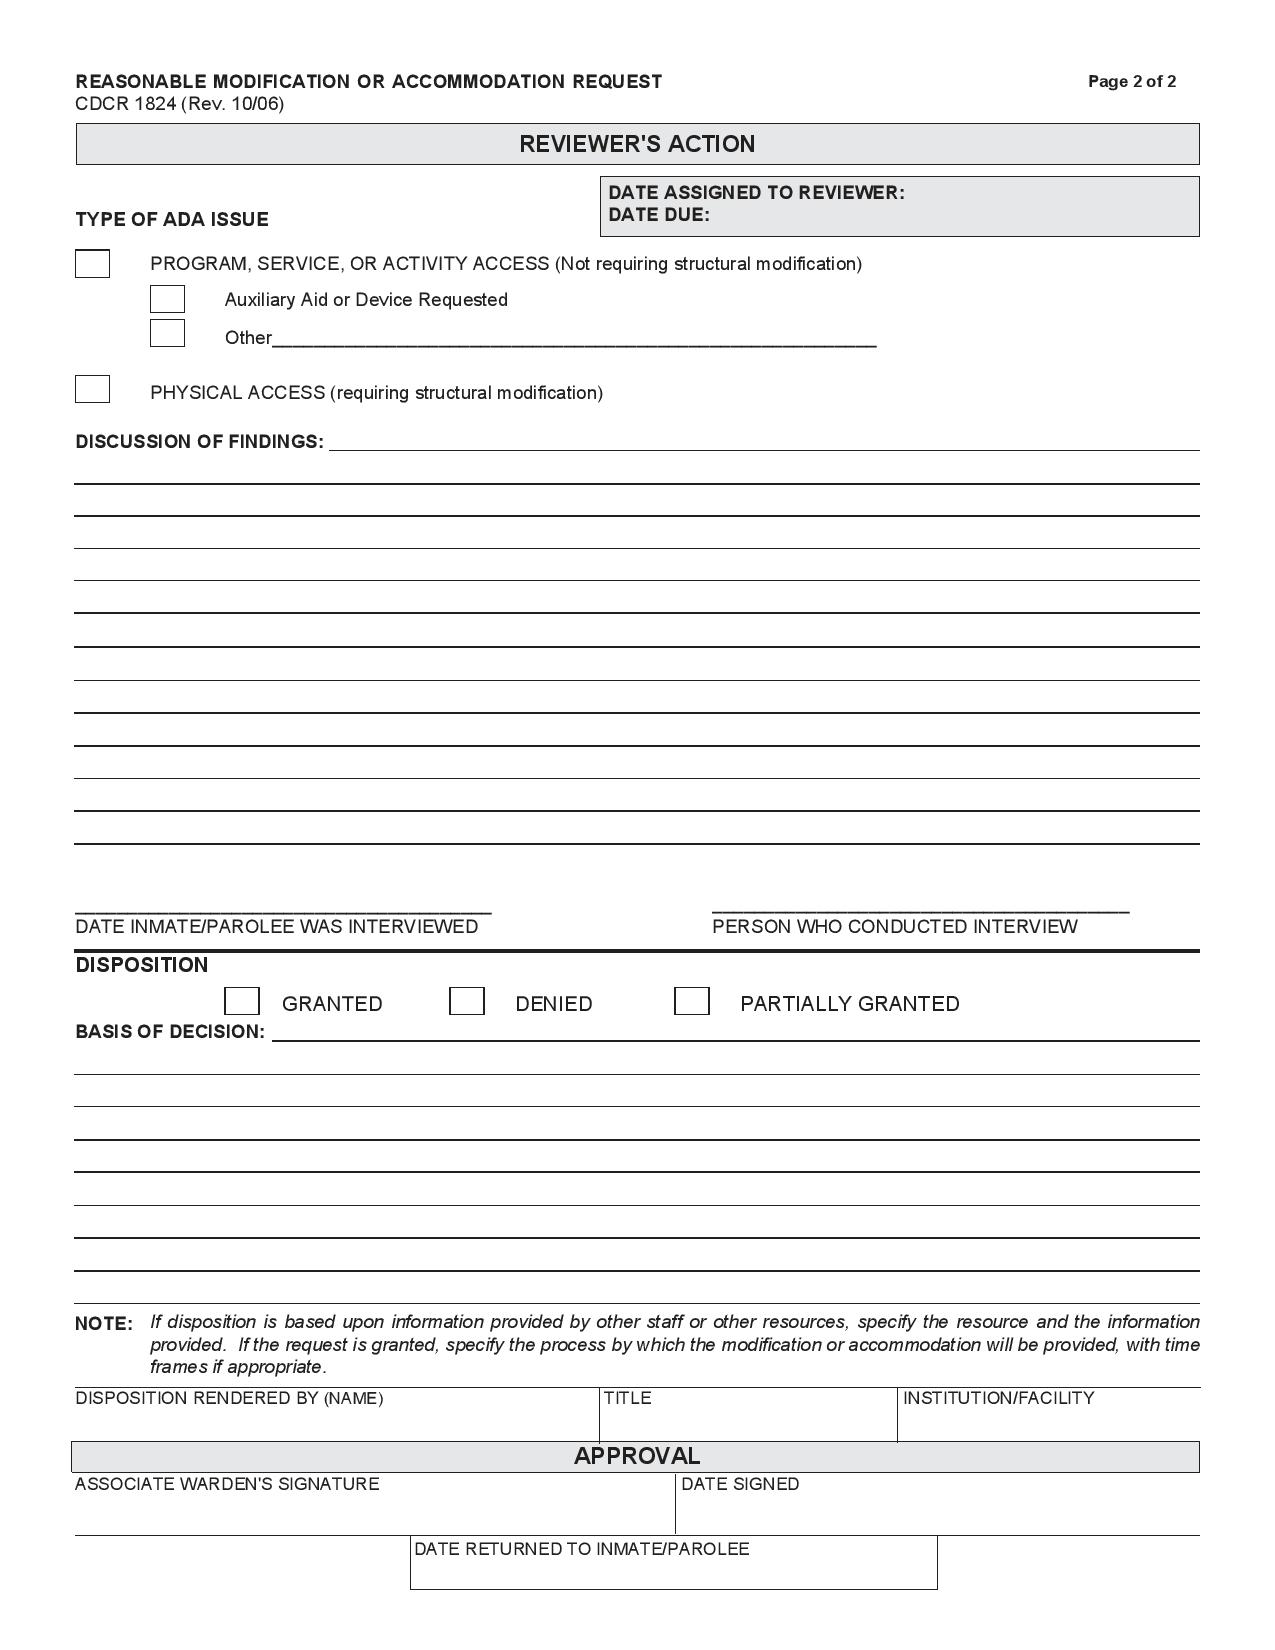 REASONABLE MODIFICATION OR ACCOMMODATION REQUEST Page 2 of 2
CDCR 1824 (Rev. 10/06)
REVIEWER'S ACTION
DATE ASSIGNED TO REVIEWER:
DATE DUE:
TYPE OF ADA ISSUE
PROGRAM, SERVICE, OR ACTIVITY ACCESS (Not requiring structural modification)
Auxiliary Aid or Device Requested
Other
PHYSICAL ACCESS (requiring structural modification)
DISCUSSION OF FINDINGS:
DATE INMATE/PAROLEE WAS INTERVIEWED PERSON WHO CONDUCTED INTERVIEW
DISPOSITION
GRANTED DENIED PARTIALLY GRANTED
BASIS OF DECISION:
NOTE: If disposition is based upon information provided by other staff or other resources, specify the resource and the information
provided. If the request is granted, specify the process by which the modification or accommodation will be provided, with time
frames if appropriate.
DISPOSITION RENDERED BY (NAME) TITLE INSTITUTION/FACILITY
APPROVAL
ASSOCIATE WARDEN'S SIGNATURE DATE SIGNED
DATE RETURNED TO INMATE/PAROLEE